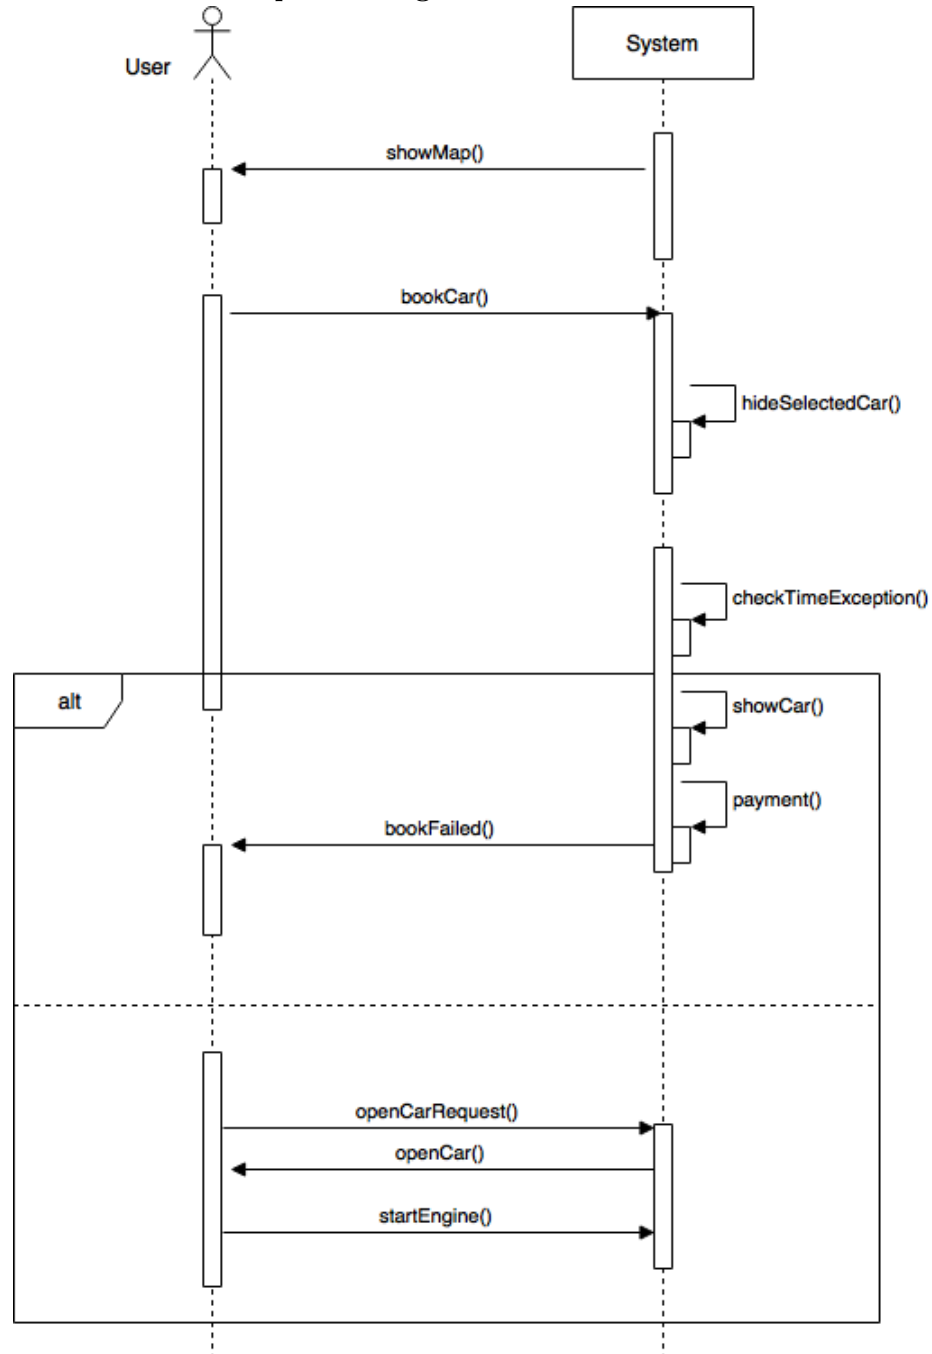 User
System
showMap()
bookCar()
hideSelectedCar()
checkTimeException()
alt
showCar()
payment()
bookFailed()
openCarRequest()
openCar()
startEngine()